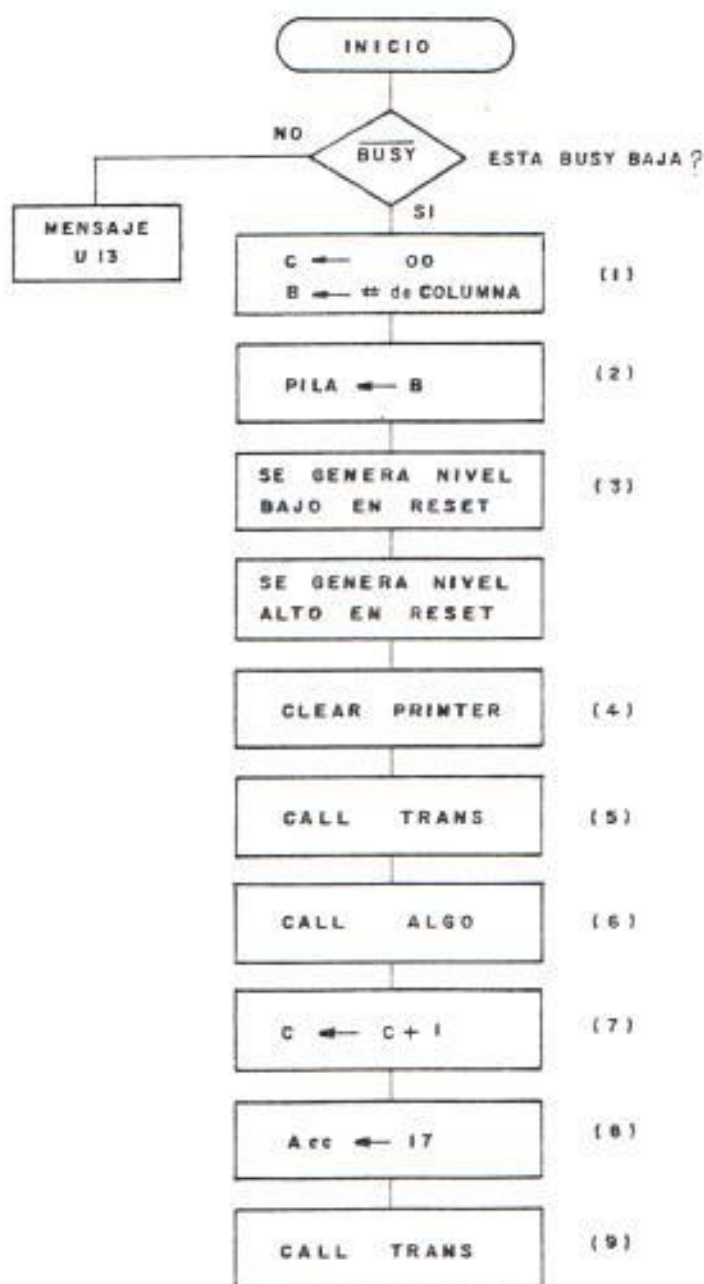 INICIO
NO
BUSY
ESTA BUSY BAJA?
SI
MENSAJE
U 13
C ← 00
B ← # de COLUMNA
(1)
PILA ← B
(2)
SE GENERA NIVEL
BAJO EN RESET
(3)
SE GENERA NIVEL
ALTO EN RESET
CLEAR PRINTER
(4)
CALL TRANS
(5)
CALL ALGO
(6)
C ← C + 1
(7)
Acc ← 17
(8)
CALL TRANS
(9)